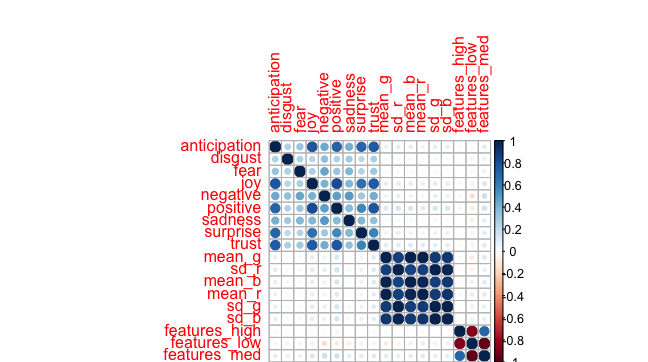 anticipation
disgust
fear
joy
negative
positive
sadness
surprise
trust
mean_g
sd_r
mean_b
mean_r
sd_g
sd_b
features_high
features_low
features_med
anticipation
disgust
fear
joy
negative
positive
sadness
surprise
trust
mean_g
sd_r
mean_b
mean_r
sd_g
sd_b
features_high
features_low
features_med
1
0.8
0.6
0.4
0.2
0
-0.2
-0.4
-0.6
-0.8
-1